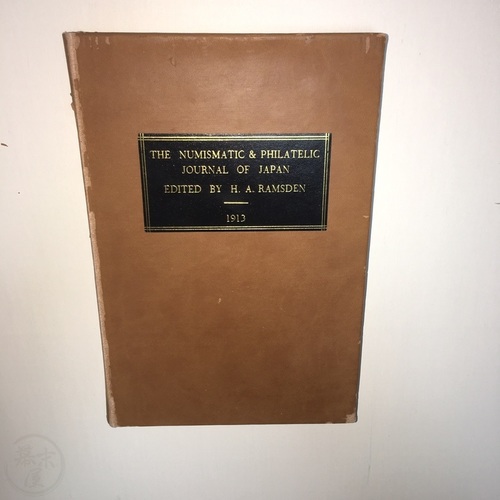 THE NUMISMATIC & PHILATELIC
JOURNAL OF JAPAN
EDITED BY H. A. RAMSDEN
1913